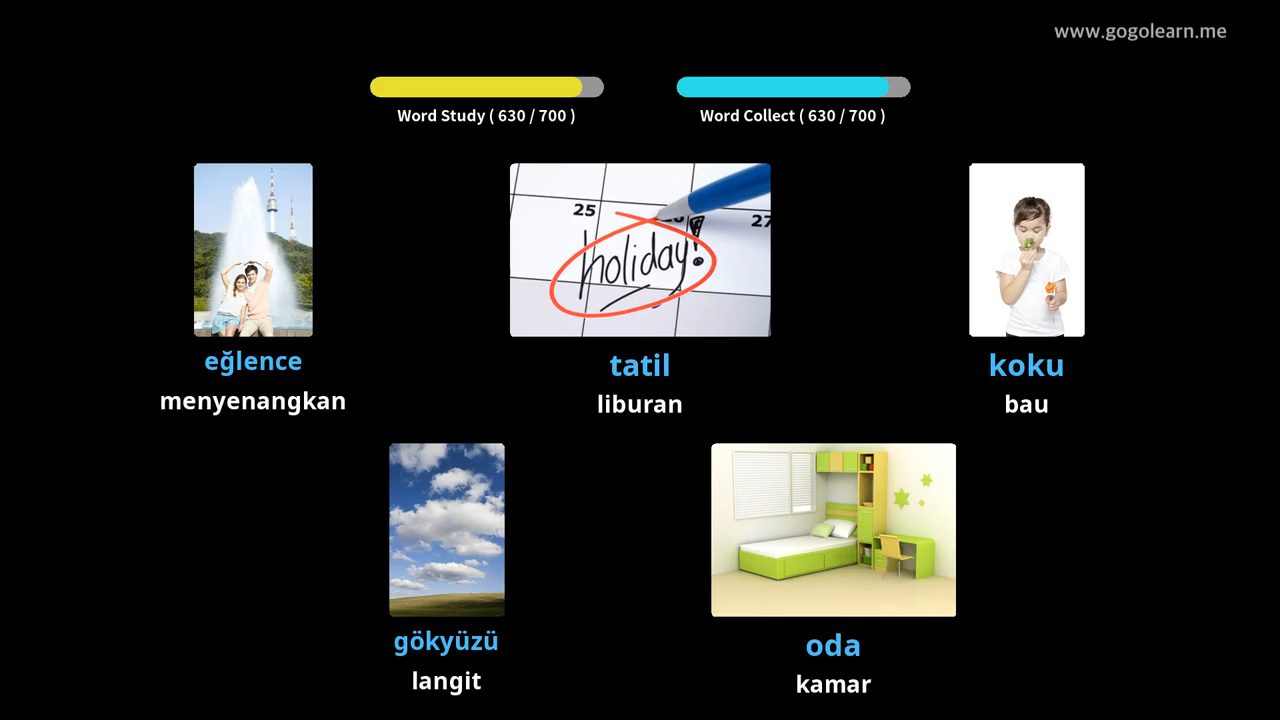 www.gogolearn.me
Word Study ( 630 / 700 )
Word Collect ( 630 / 700 )
25
27
holiday!
eğlence
menyenangkan
tatil
liburan
koku
bau
gökyüzü
langit
oda
kamar